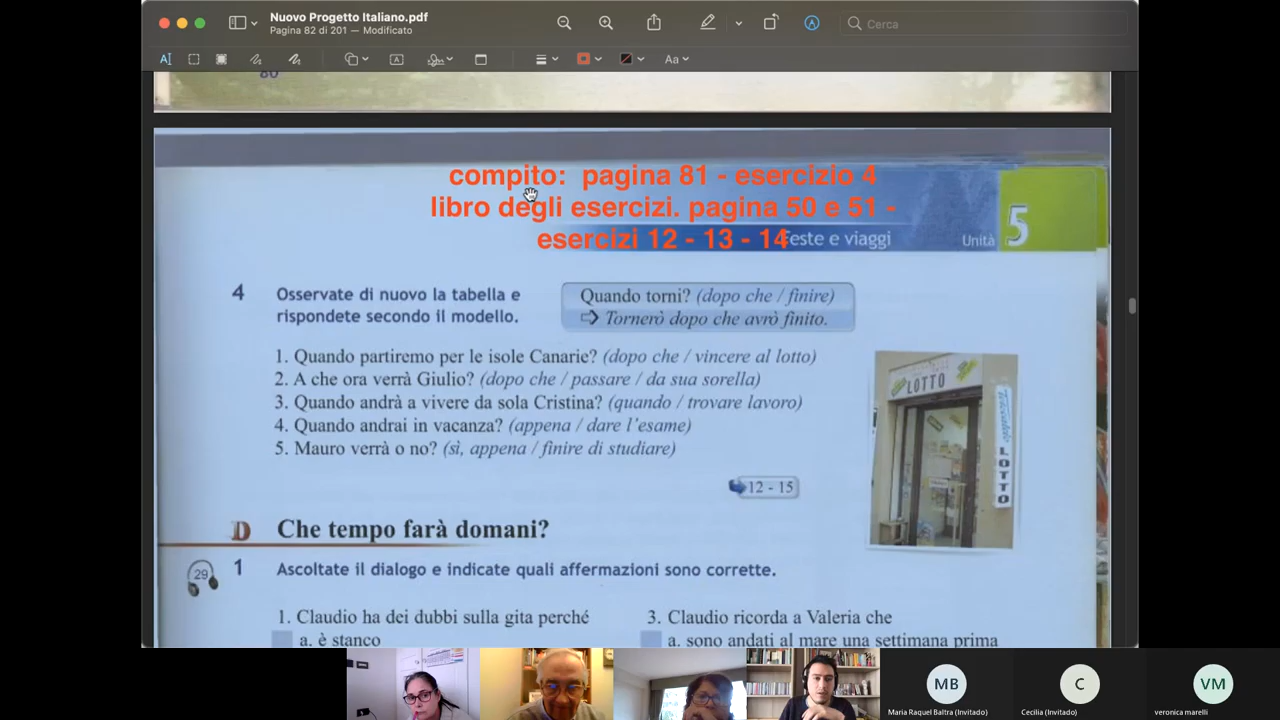 Nuovo Progetto Italiano.pdf
Pagina 82 di 201 — Modificato
Cerca
Aa
80
compito: pagina 81 - esercizio 4
libro degli esercizi. pagina 50 e 51 -
esercizi 12 - 13 - 14
Feste e viaggi
Unità 5
4 Osservate di nuovo la tabella e
rispondete secondo il modello.
Quando torni? (dopo che / finire)
⇨ Tornerò dopo che avrò finito.
1. Quando partiremo per le isole Canarie? (dopo che / vincere al lotto)
2. A che ora verrà Giulio? (dopo che / passare / da sua sorella)
3. Quando andrà a vivere da sola Cristina? (quando / trovare lavoro)
4. Quando andrai in vacanza? (appena / dare l'esame)
5. Mauro verrà o no? (sì, appena / finire di studiare)
LOTTO
LOTTO
12 - 15
D Che tempo farà domani?
29
1 Ascoltate il dialogo e indicate quali affermazioni sono corrette.
1. Claudio ha dei dubbi sulla gita perché
a. è stanco
3. Claudio ricorda a Valeria che
a. sono andati al mare una settimana prima
MB
Maria Raquel Baltra (Invitado)
C
Cecilia (Invitado)
VM
veronica marelli